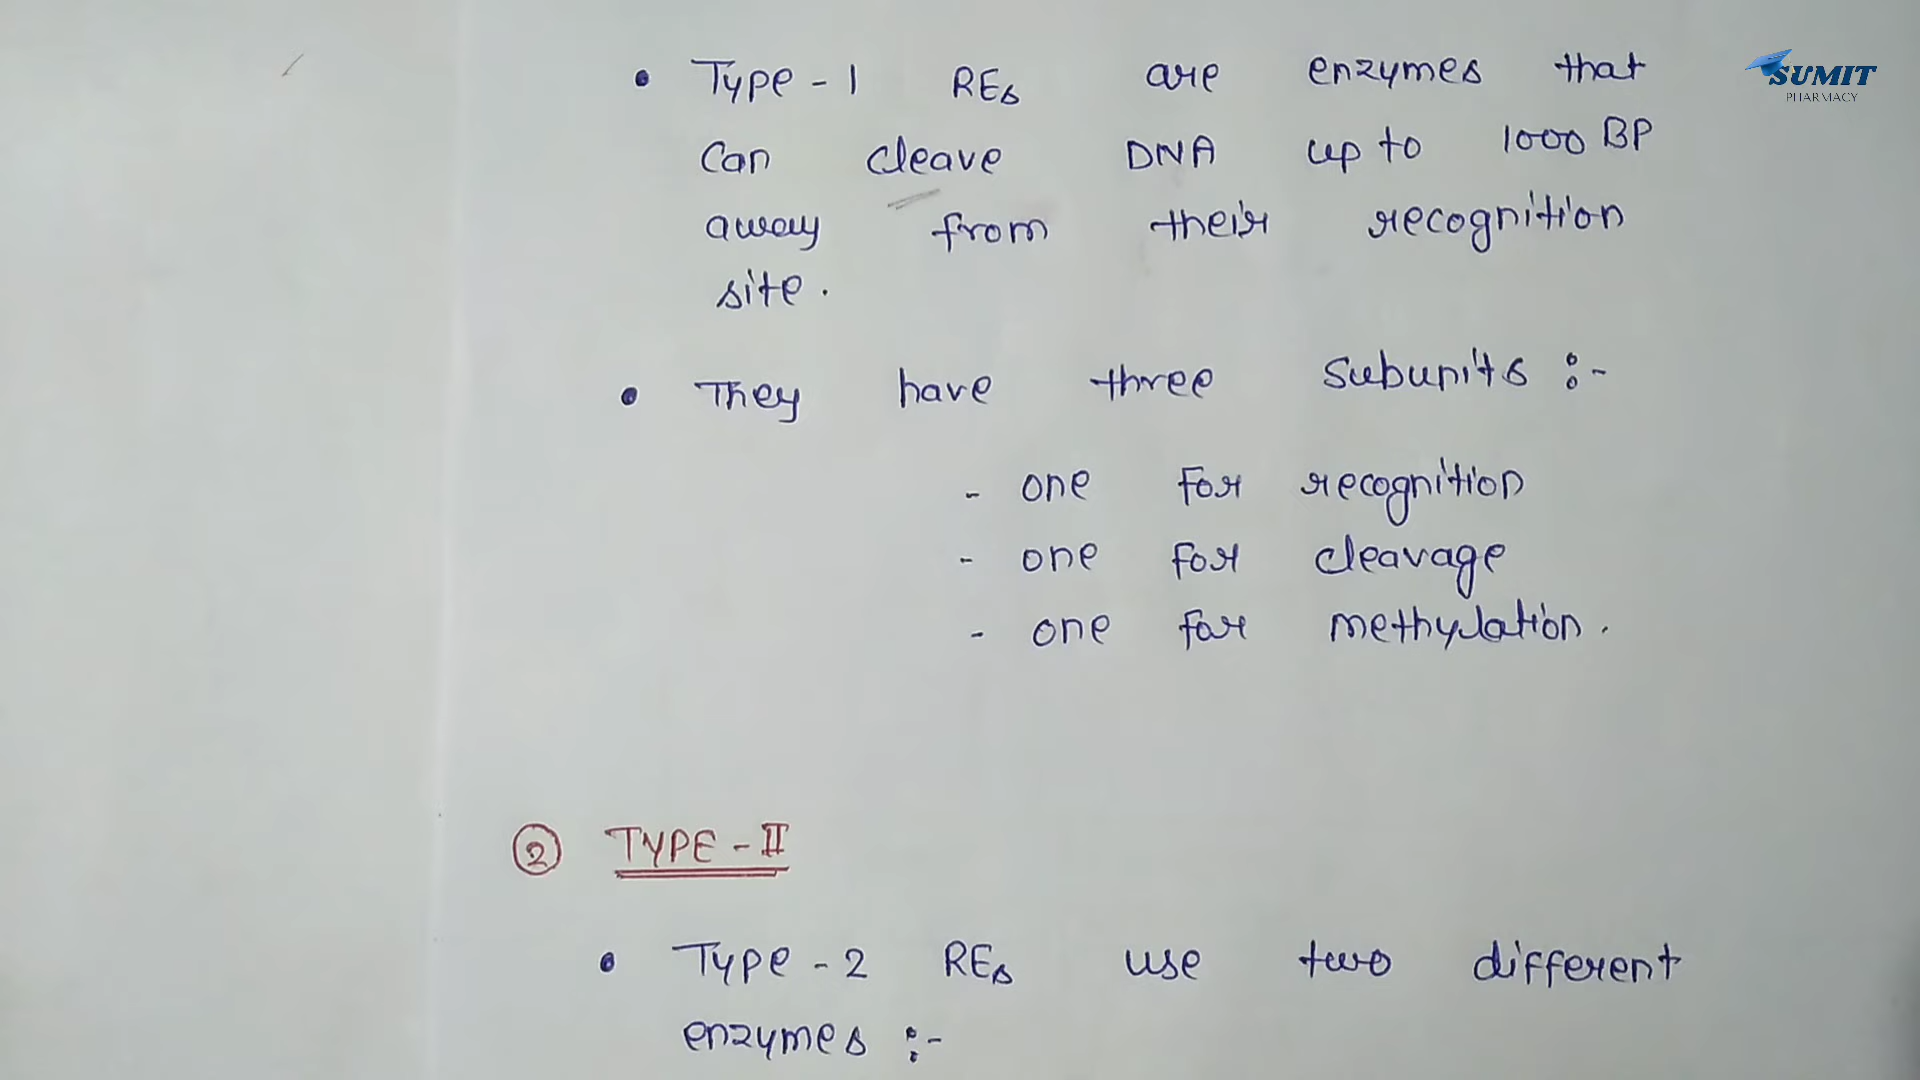 • Type - 1 REs are enzymes that
can cleave DNA up to 1000 BP
away from their recognition
site.
• They have three subunits :-
- one for recognition
- one for cleavage
- one for methylation.
② TYPE - II
• Type - 2 REs use two different
enzymes :-
SUMIT
PHARMACY